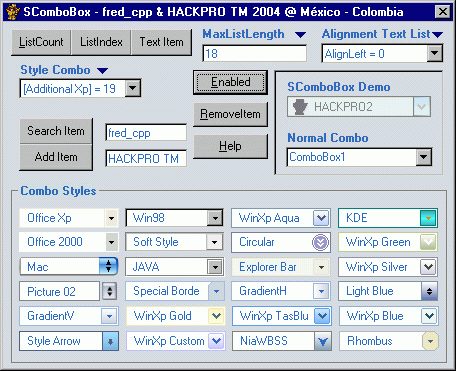 SComboBox - fred_cpp & HACKPRO TM 2004 @ México - Colombia
ListCount ListIndex Text Item
MaxListLength
18
Alignment Text List
AlignLeft = 0
Style Combo
[Additional Xp] = 19
Enabled
RemoveItem
Help
SComboBox Demo
HACKPRO2
Normal Combo
ComboBox1
Search Item fred_cpp
Add Item HACKPRO TM
Combo Styles
Office Xp Win98 WinXp Aqua KDE
Office 2000 Soft Style Circular WinXp Green
Mac JAVA Explorer Bar WinXp Silver
Picture 02 Special Borde GradientH Light Blue
GradientV WinXp Gold WinXp TasBlu WinXp Blue
Style Arrow WinXp Custom NiaWBSS Rhombus